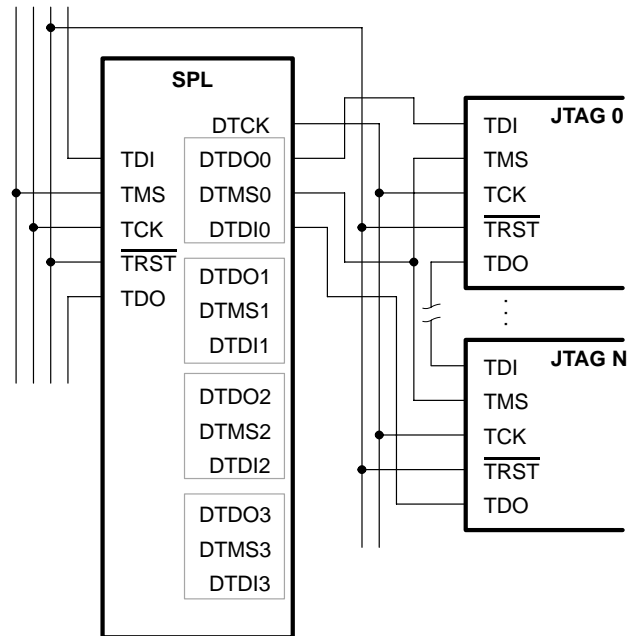 SPL
DTCK
TDI
TMS
TCK
TRST
TDO
DTDO0
DTMS0
DTDI0
DTDO1
DTMS1
DTDI1
DTDO2
DTMS2
DTDI2
DTDO3
DTMS3
DTDI3
JTAG 0
TDI
TMS
TCK
TRST
TDO
JTAG N
TDI
TMS
TCK
TRST
TDO